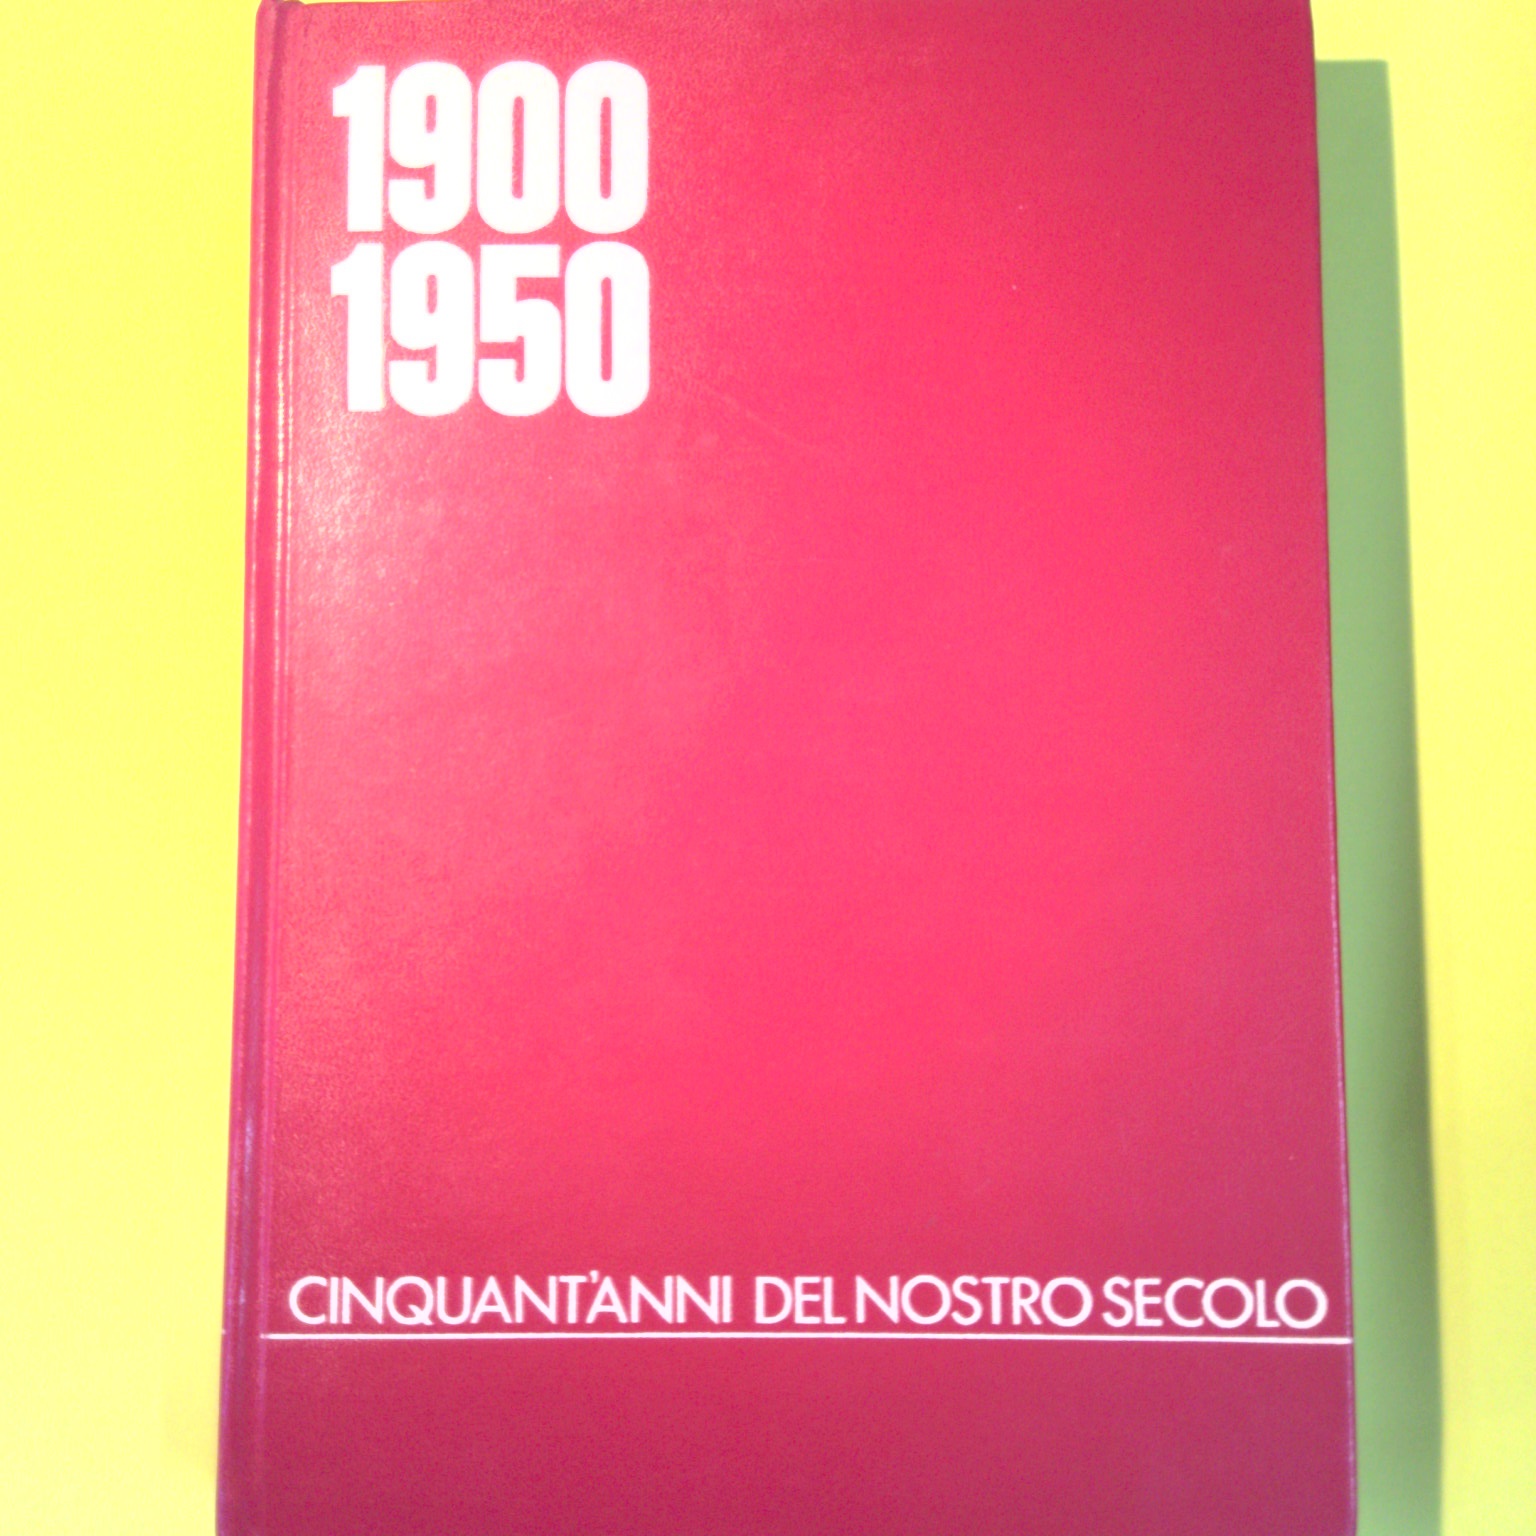 1900
1950
CINQUANT'ANNI DEL NOSTRO SECOLO